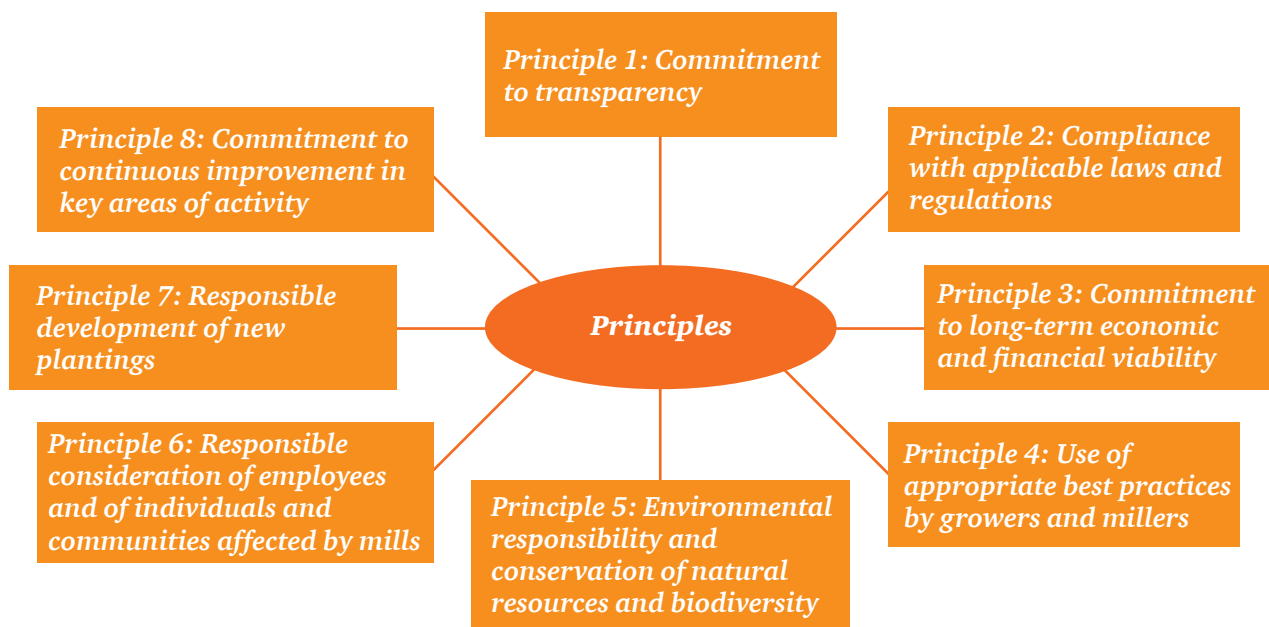 Principle 1: Commitment
to transparency
Principle 2: Compliance
with applicable laws and
regulations
Principle 3: Commitment
to long-term economic
and financial viability
Principle 4: Use of
appropriate best practices
by growers and millers
Principle 5: Environmental
responsibility and
conservation of natural
resources and biodiversity
Principle 6: Responsible
consideration of employees
and of individuals and
communities affected by mills
Principle 7: Responsible
development of new
plantings
Principle 8: Commitment to
continuous improvement in
key areas of activity
Principles